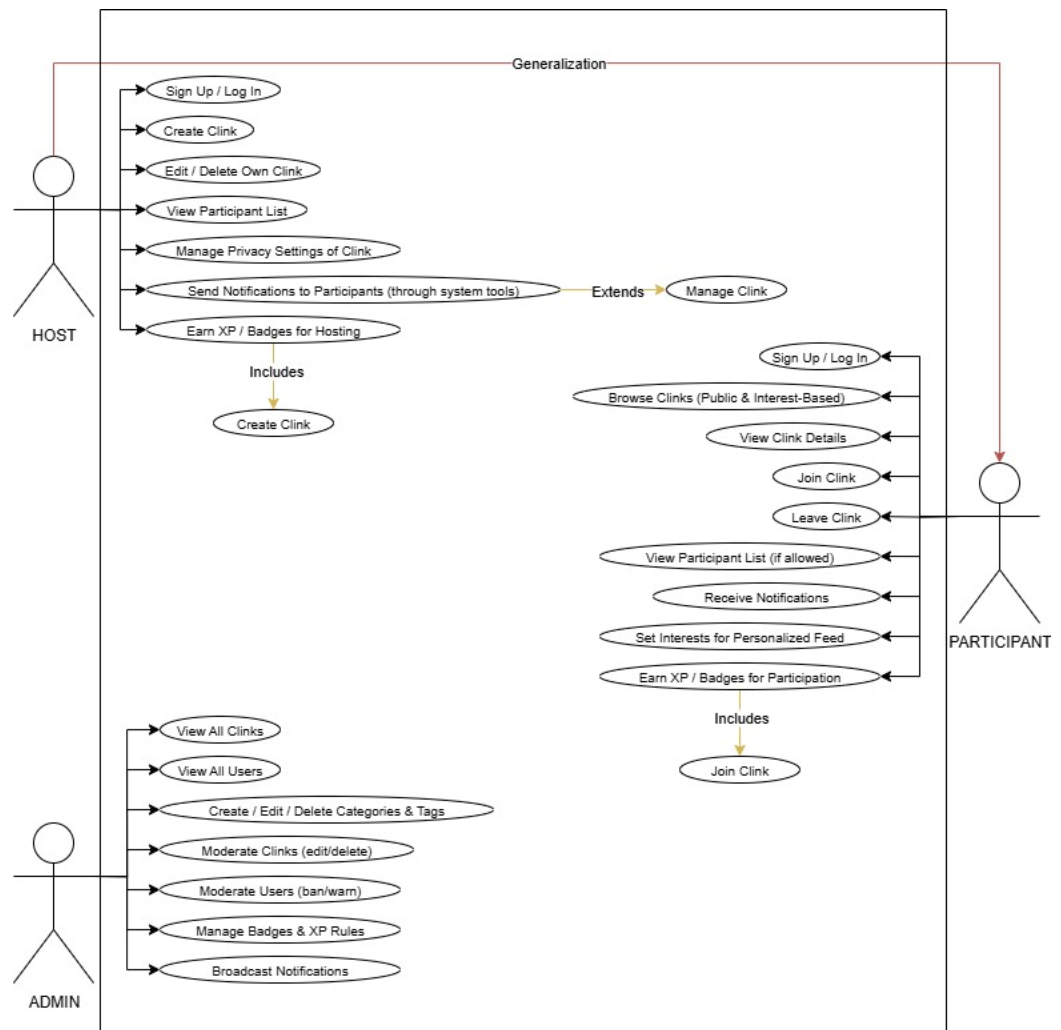 Generalization
Sign Up / Log In
Create Clink
Edit / Delete Own Clink
View Participant List
Manage Privacy Settings of Clink
Send Notifications to Participants (through system tools)
Extends
Manage Clink
Earn XP / Badges for Hosting
HOST
Includes
Create Clink
Sign Up / Log In
Browse Clinks (Public & Interest-Based)
View Clink Details
Join Clink
Leave Clink
View Participant List (if allowed)
Receive Notifications
Set Interests for Personalized Feed
PARTICIPANT
Earn XP / Badges for Participation
Includes
Join Clink
View All Clinks
View All Users
Create / Edit / Delete Categories & Tags
Moderate Clinks (edit/delete)
Moderate Users (ban/warn)
Manage Badges & XP Rules
Broadcast Notifications
ADMIN